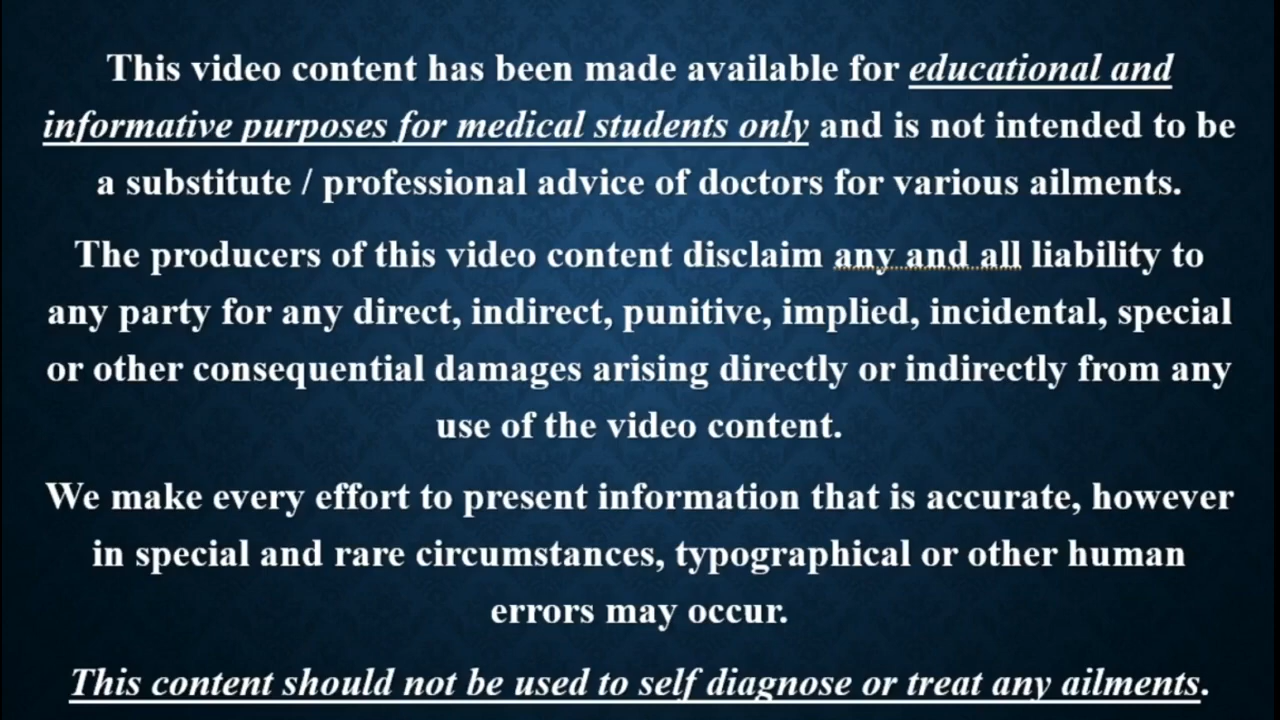 This video content has been made available for educational and
informative purposes for medical students only and is not intended to be
a substitute / professional advice of doctors for various ailments.
The producers of this video content disclaim any and all liability to
any party for any direct, indirect, punitive, implied, incidental, special
or other consequential damages arising directly or indirectly from any
use of the video content.
We make every effort to present information that is accurate, however
in special and rare circumstances, typographical or other human
errors may occur.
This content should not be used to self diagnose or treat any ailments.